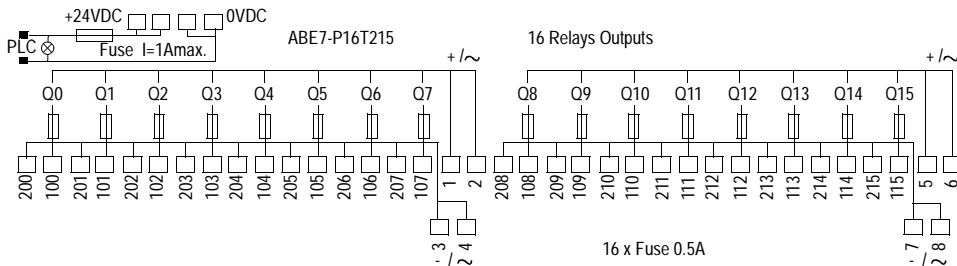 +24VDC 0VDC
PLC Fuse I=1Amax.
ABE7-P16T215 16 Relays Outputs
+/~ +/~
Q0 Q1 Q2 Q3 Q4 Q5 Q6 Q7 Q8 Q9 Q10 Q11 Q12 Q13 Q14 Q15
200 100 201 101 202 102 203 103 204 104 205 105 206 106 207 107 1 2 208 108 209 109 210 110 211 111 212 112 213 113 214 114 215 115 5 6
3 4 7 8
- /~ - /~
16 x Fuse 0.5A